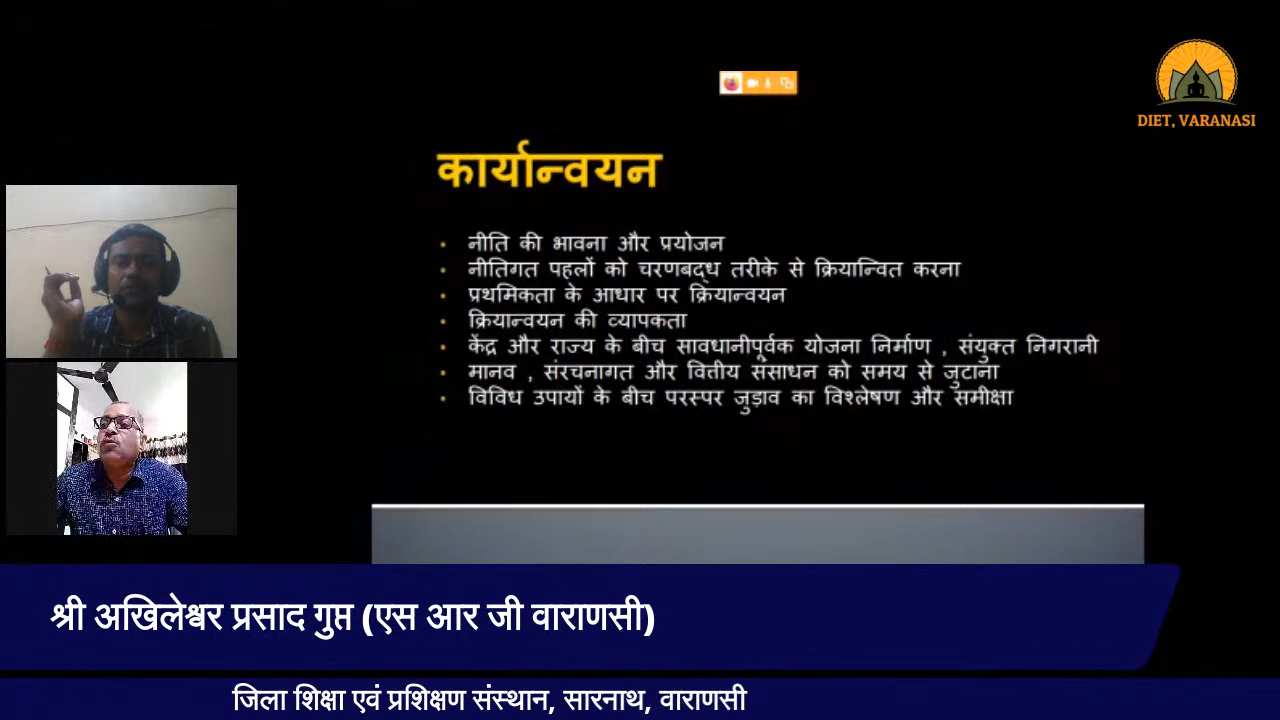 DIET, VARANASI
कार्यान्वयन
नीति की भावना और प्रयोजन
नीतिगत पहलों को चरणबद्ध तरीके से क्रियान्वित करना
प्रथमिकता के आधार पर क्रियान्वयन
क्रियान्वयन की व्यापकता
केंद्र और राज्य के बीच सावधानीपूर्वक योजना निर्माण , संयुक्त निगरानी
मानव , संरचनागत और वित्तीय संसाधन को समय से जुटाना
विविध उपायों के बीच परस्पर जुड़ाव का विश्लेषण और समीक्षा
श्री अखिलेश्वर प्रसाद गुप्त (एस आर जी वाराणसी)
जिला शिक्षा एवं प्रशिक्षण संस्थान, सारनाथ, वाराणसी